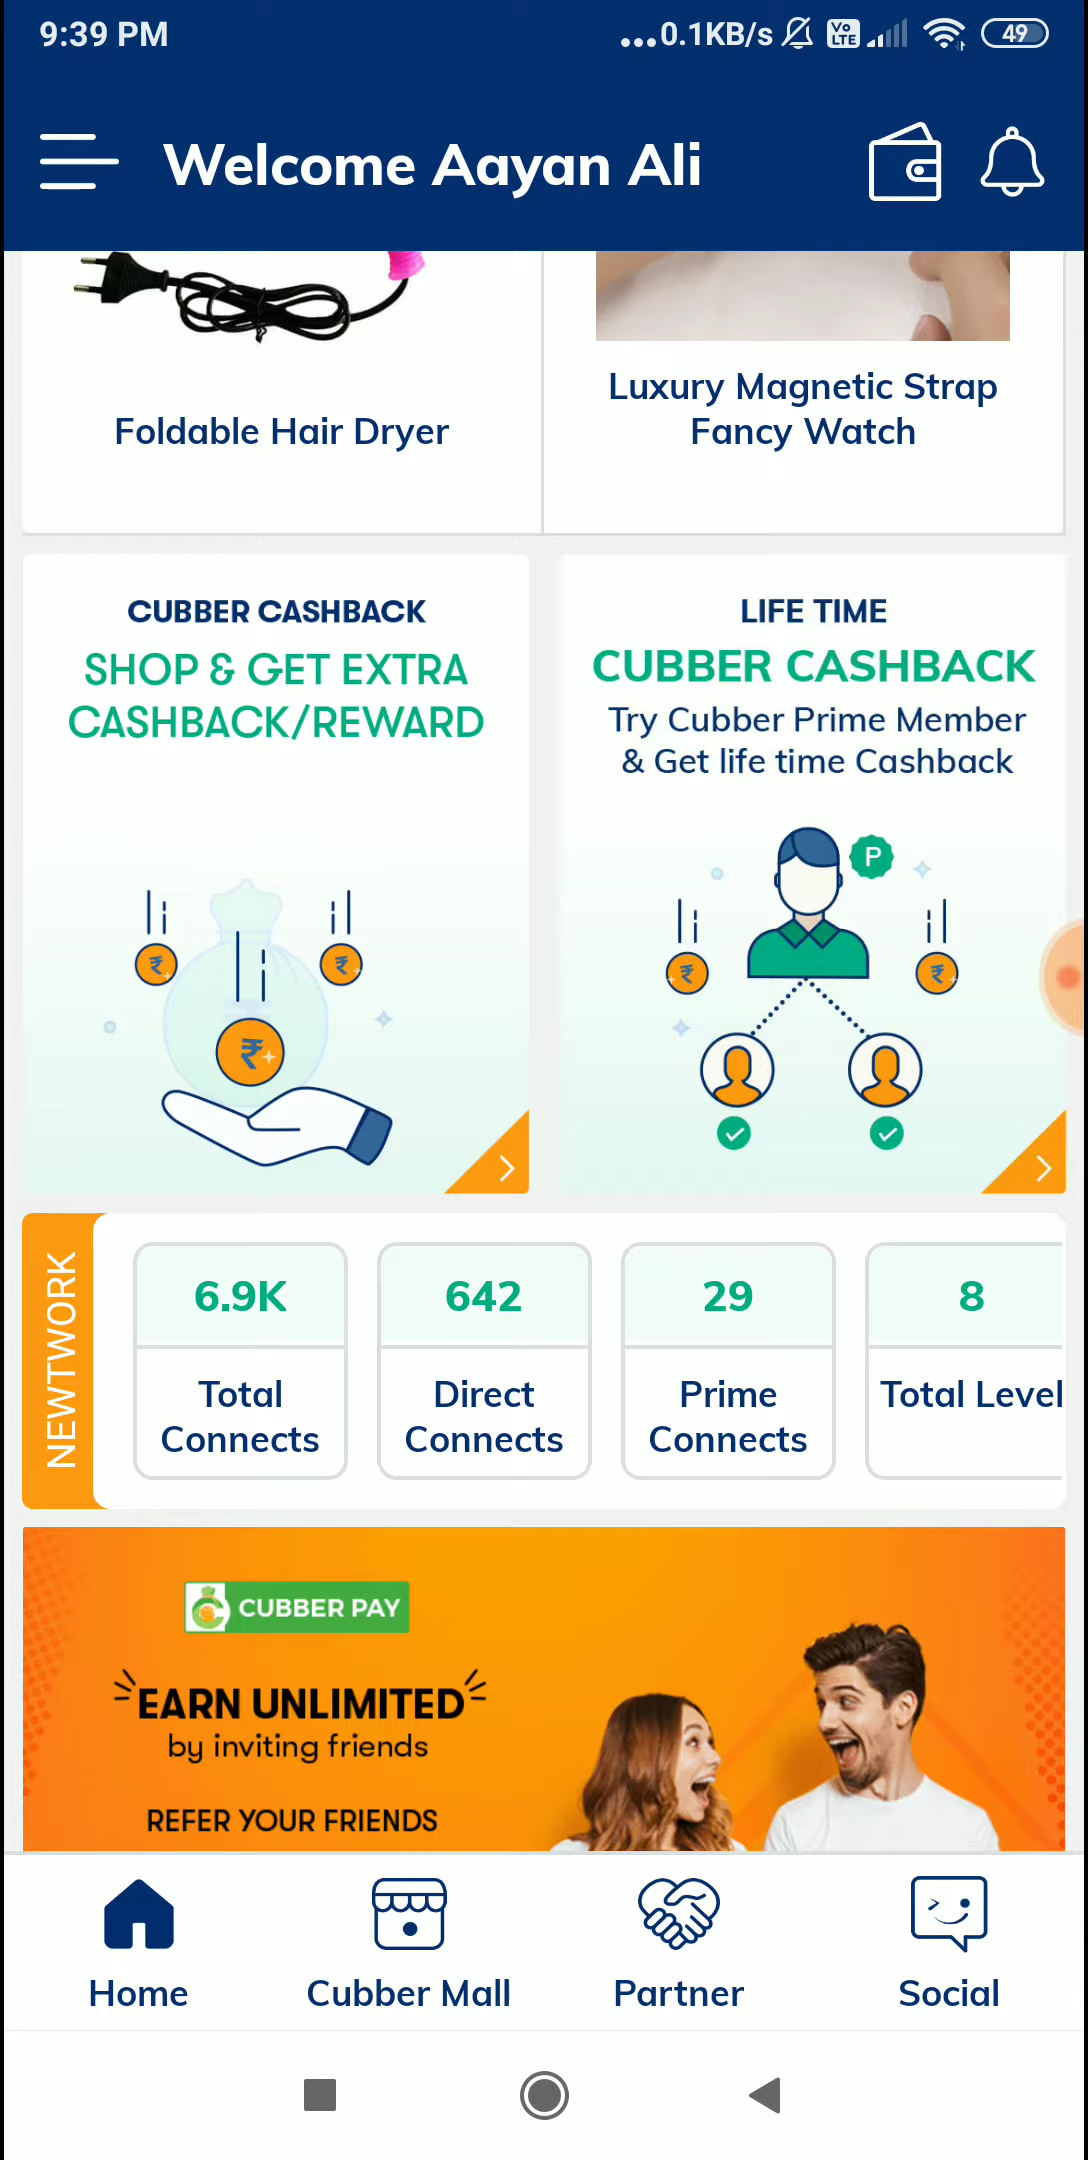 9:39 PM
...0.1KB/s
Vo LTE
49
Welcome Aayan Ali
Foldable Hair Dryer
Luxury Magnetic Strap
Fancy Watch
CUBBER CASHBACK
SHOP & GET EXTRA
CASHBACK/REWARD
LIFE TIME
CUBBER CASHBACK
Try Cubber Prime Member
& Get life time Cashback
P
₹
₹
₹
₹
₹
NEWTWORK
6.9K
Total
Connects
642
Direct
Connects
29
Prime
Connects
8
Total Level
CUBBER PAY
EARN UNLIMITED
by inviting friends
REFER YOUR FRIENDS
Home
Cubber Mall
Partner
Social